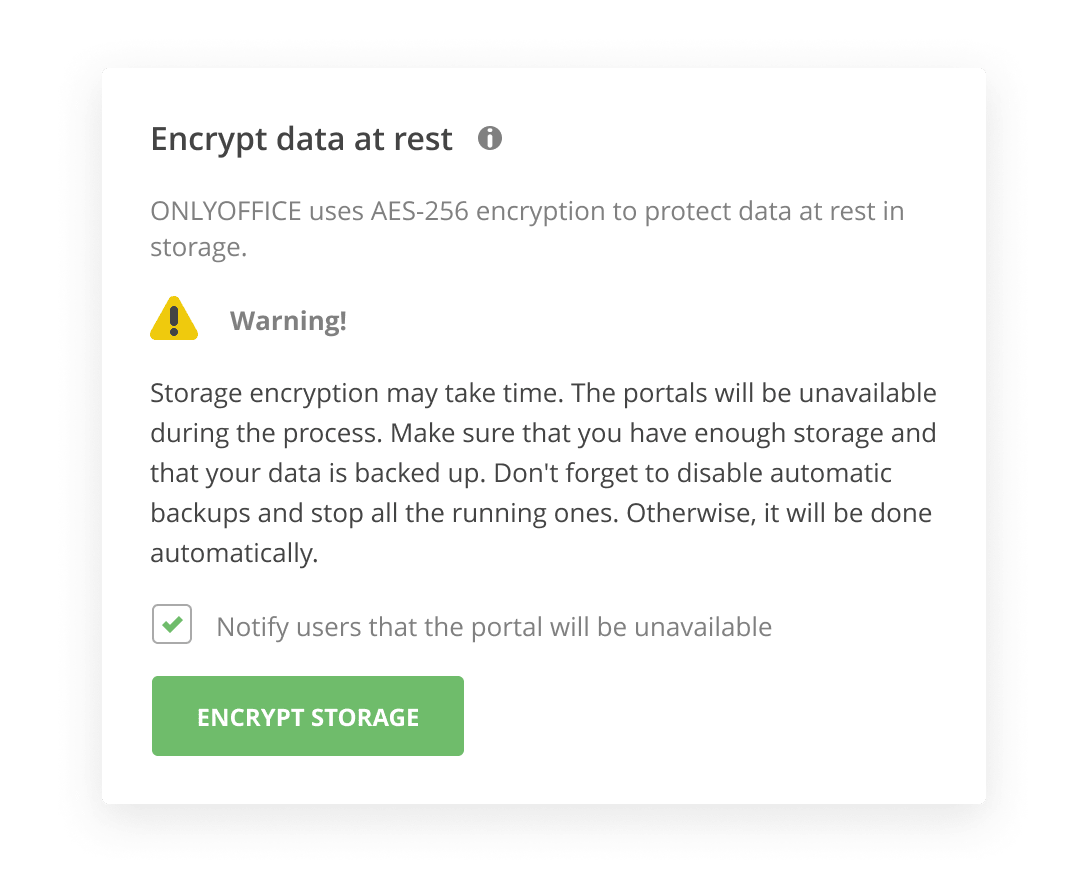 Encrypt data at rest
ONLYOFFICE uses AES-256 encryption to protect data at rest in
storage.
Warning!
Storage encryption may take time. The portals will be unavailable
during the process. Make sure that you have enough storage and
that your data is backed up. Don't forget to disable automatic
backups and stop all the running ones. Otherwise, it will be done
automatically.
Notify users that the portal will be unavailable
ENCRYPT STORAGE